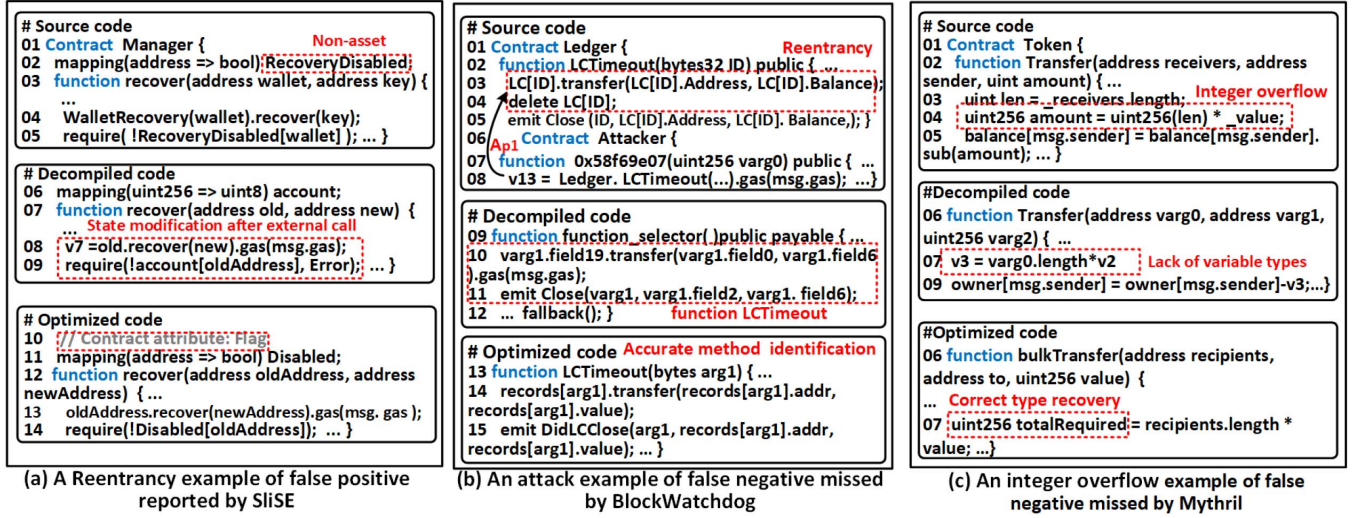 # Source code
01 Contract Manager {
Non-asset
02 mapping(address => bool) RecoveryDisabled
03 function recover(address wallet, address key) {
...
04 WalletRecovery(wallet).recover(key);
05 require( !RecoveryDisabled[wallet] ); ... }
# Decompiled code
06 mapping(uint256 => uint8) account;
07 function recover(address old, address new) {
...
State modification after external call
08 v7 =old.recover(new).gas(msg.gas);
09 require(!account[oldAddress], Error); ... }
# Optimized code
10 // Contract attribute: Flag
11 mapping(address => bool) Disabled;
12 function recover(address oldAddress, address
newAddress) { ...
13 oldAddress.recover(newAddress).gas(msg. gas );
14 require(!Disabled[oldAddress]); ... }
(a) A Reentrancy example of false positive
reported by SliSE
# Source code
01 Contract Ledger {
Reentrancy
02 function LCTimeout(bytes32 ID) public { ...
03 LC[ID].transfer(LC[ID].Address, LC[ID].Balance);
04 delete LC[ID];
05 emit Close (ID, LC[ID].Address, LC[ID]. Balance,); }
06 Contract Attacker {
Ap1
07 function 0x58f69e07(uint256 varg0) public { ...
08 v13 = Ledger. LCTimeout(...).gas(msg.gas); ...}
# Decompiled code
09 function function_selector( )public payable { ...
10 varg1.field19.transfer(varg1.field0, varg1.field6
).gas(msg.gas);
11 emit Close(varg1, varg1.field2, varg1. field6);
12 ... fallback(); }
function LCTimeout
# Optimized code
Accurate method identification
13 function LCTimeout(bytes arg1) { ...
14 records[arg1].transfer(records[arg1].addr,
records[arg1].value);
15 emit DidLCClose(arg1, records[arg1].addr,
records[arg1].value); ... }
(b) An attack example of false negative missed
by BlockWatchdog
# Source code
01 Contract Token {
02 function Transfer(address receivers, address
sender, uint amount) { ...
03 uint len = _receivers.length;
Integer overflow
04 uint256 amount = uint256(len) * _value;
05 balance[msg.sender] = balance[msg.sender].
sub(amount); ... }
#Decompiled code
06 function Transfer(address varg0, address varg1,
uint256 varg2) { ...
07 v3 = varg0.length*v2
Lack of variable types
09 owner[msg.sender] = owner[msg.sender]-v3;...}
#Optimized code
06 function bulkTransfer(address recipients,
address to, uint256 value) {
...
Correct type recovery
07 uint256 totalRequired = recipients.length *
value; ...}
(c) An integer overflow example of false
negative missed by Mythril